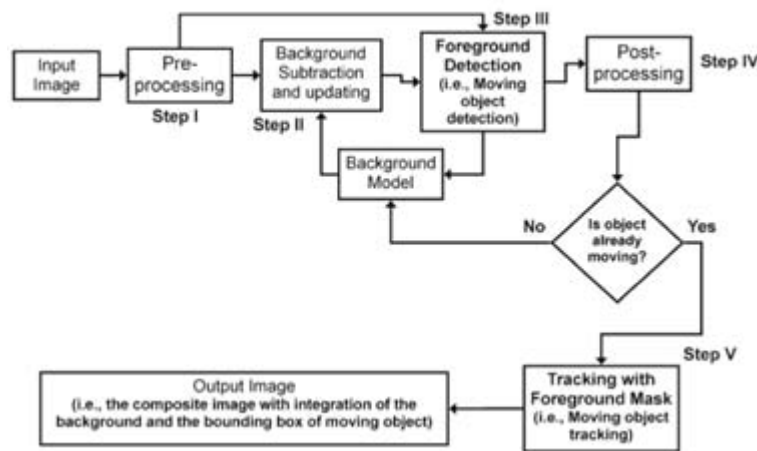 Input
Image
Pre-
processing
Step I
Background
Subtraction
and updating
Step II
Step III
Foreground
Detection
(i.e., Moving
object
detection)
Post-
processing
Step IV
Background
Model
No
Is object
already
moving?
Yes
Step V
Tracking with
Foreground Mask
(i.e., Moving object
tracking)
Output Image
(i.e., the composite image with integration of the
background and the bounding box of moving object)